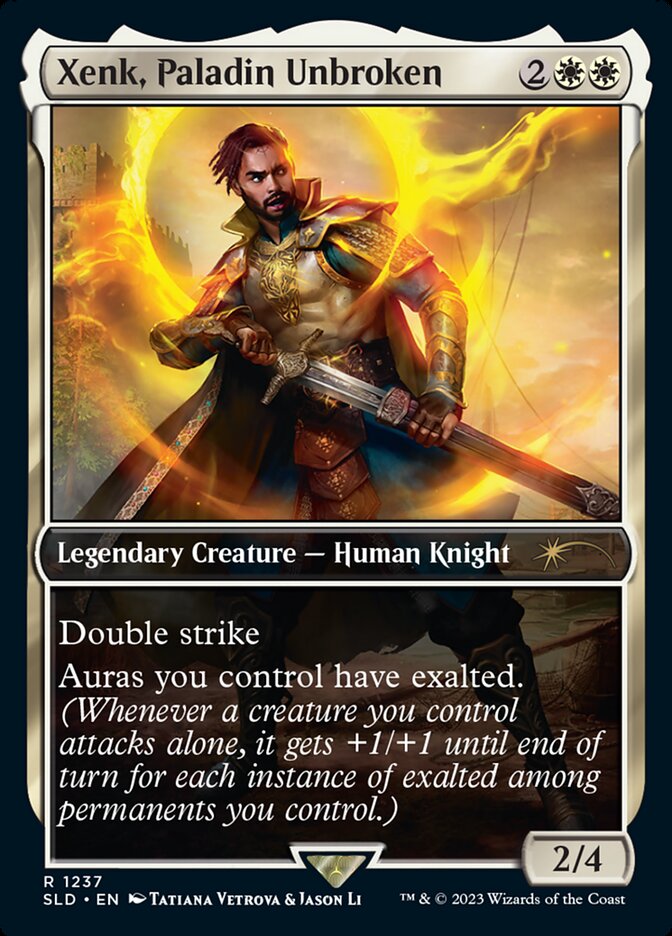 Xenk, Paladin Unbroken 2
Legendary Creature — Human Knight
Double strike
Auras you control have exalted.
(Whenever a creature you control
attacks alone, it gets +1/+1 until end of
turn for each instance of exalted among
permanents you control.)
2/4
R 1237
SLD • EN Tatiana Vetrova & Jason Li ™ & © 2023 Wizards of the Coast